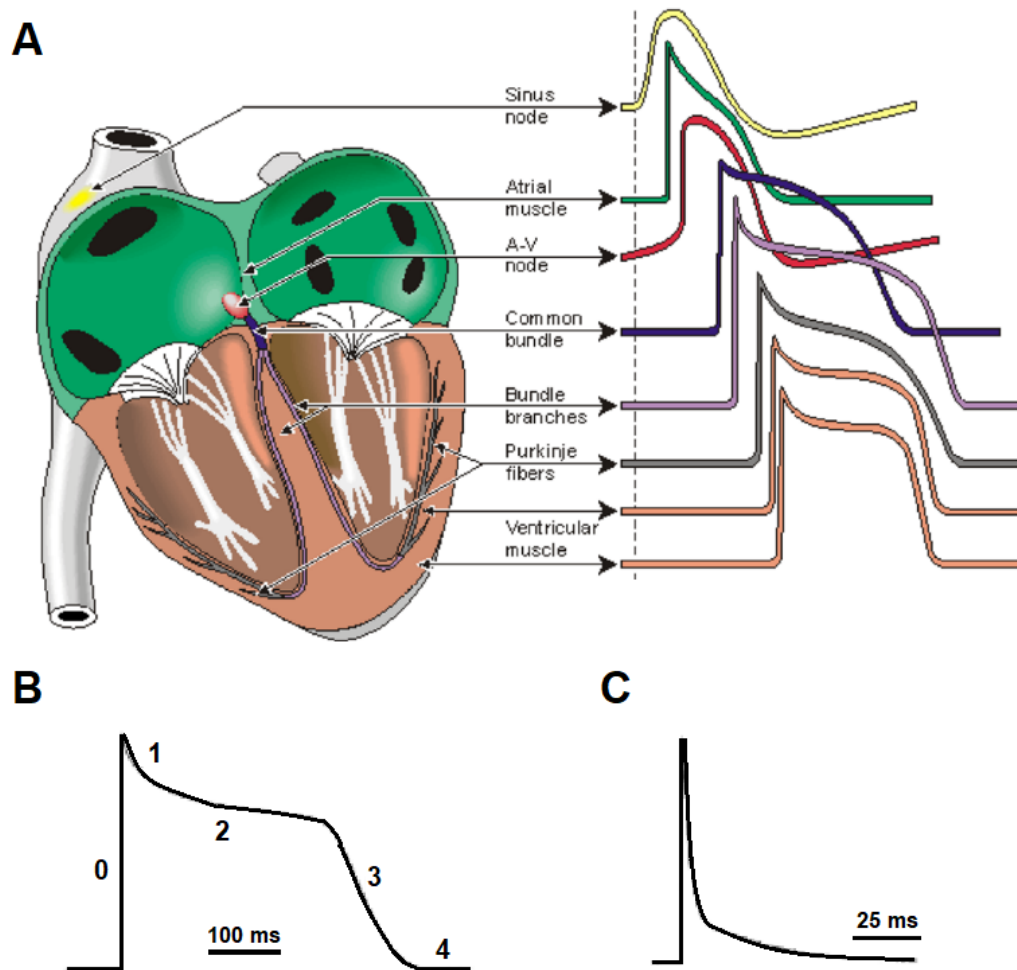 A
Sinus
node
Atrial
muscle
A-V
node
Common
bundle
Bundle
branches
Purkinje
fibers
Ventricular
muscle
B
C
1
2
0
3
4
100 ms
25 ms